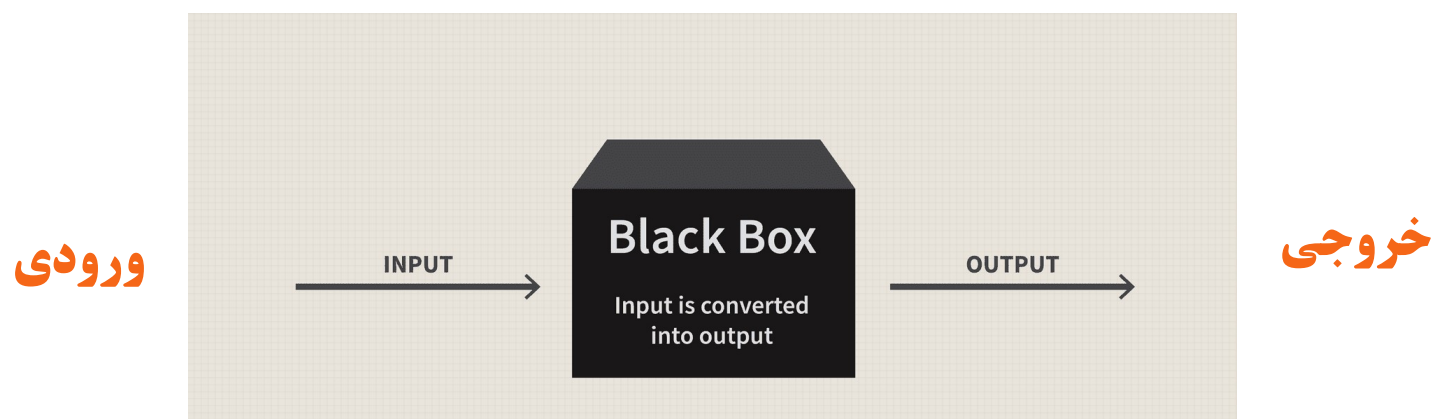 ورودی
INPUT
Black Box
Input is converted
into output
OUTPUT
خروجی